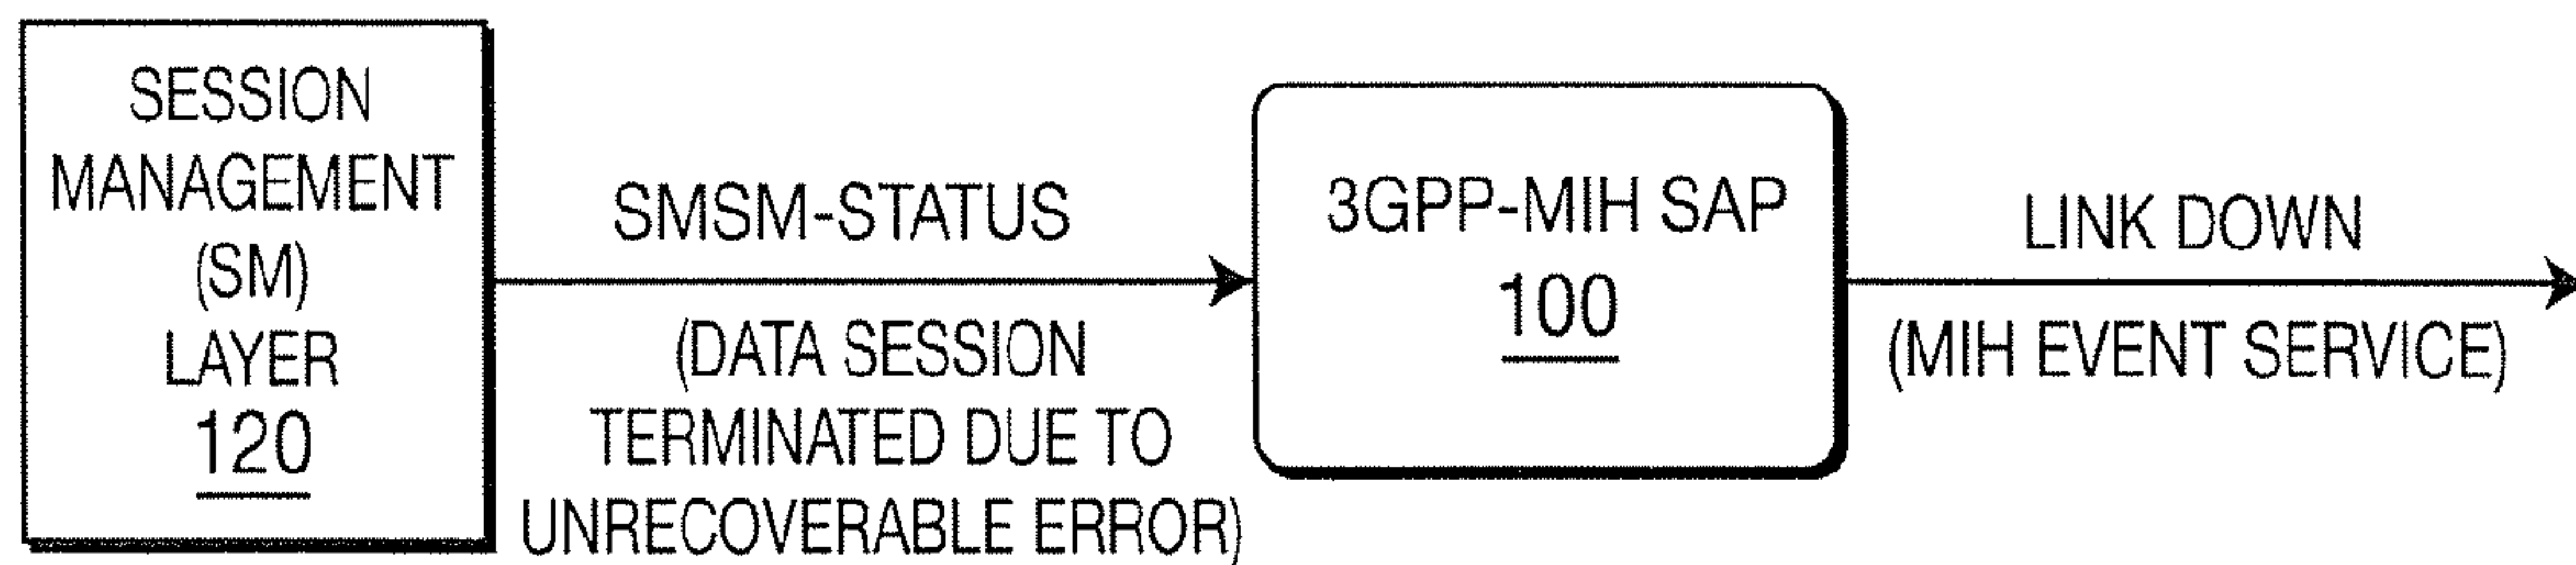 SESSION
MANAGEMENT
(SM)
LAYER
120
SMSM-STATUS
(DATA SESSION
TERMINATED DUE TO
UNRECOVERABLE ERROR)
3GPP-MIH SAP
100
LINK DOWN
(MIH EVENT SERVICE)